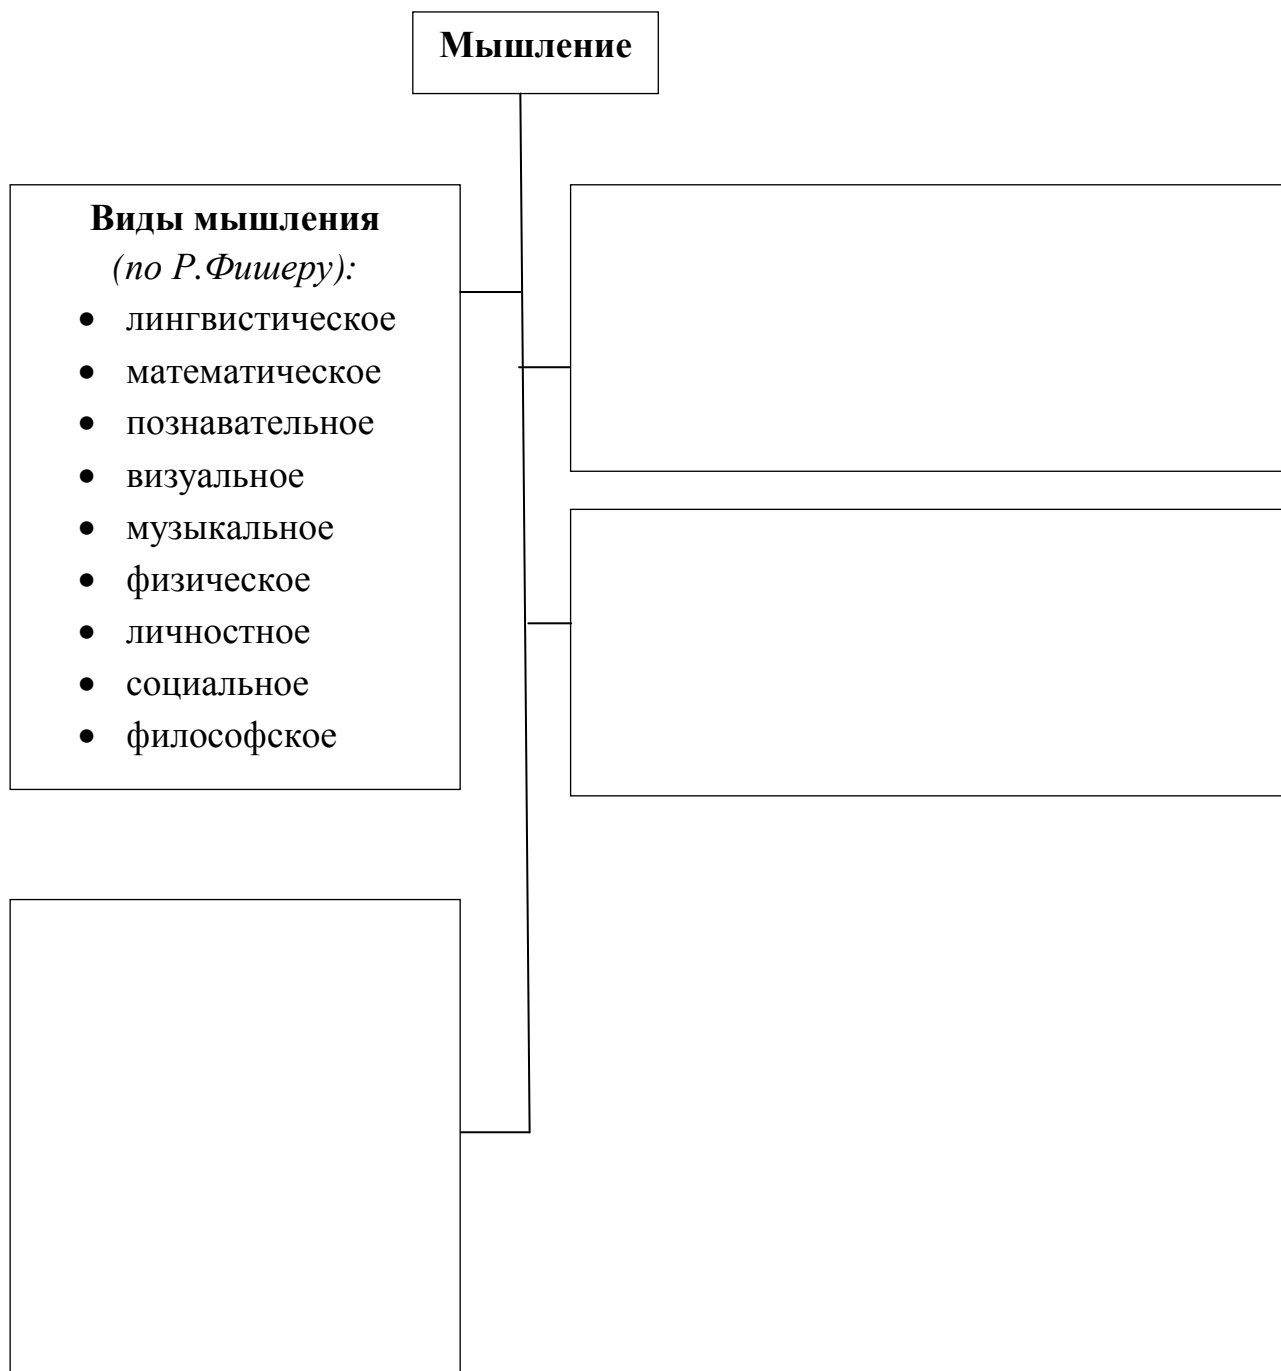 Мышление
Виды мышления
(по Р.Фишеру):
• лингвистическое
• математическое
• познавательное
• визуальное
• музыкальное
• физическое
• личностное
• социальное
• философское